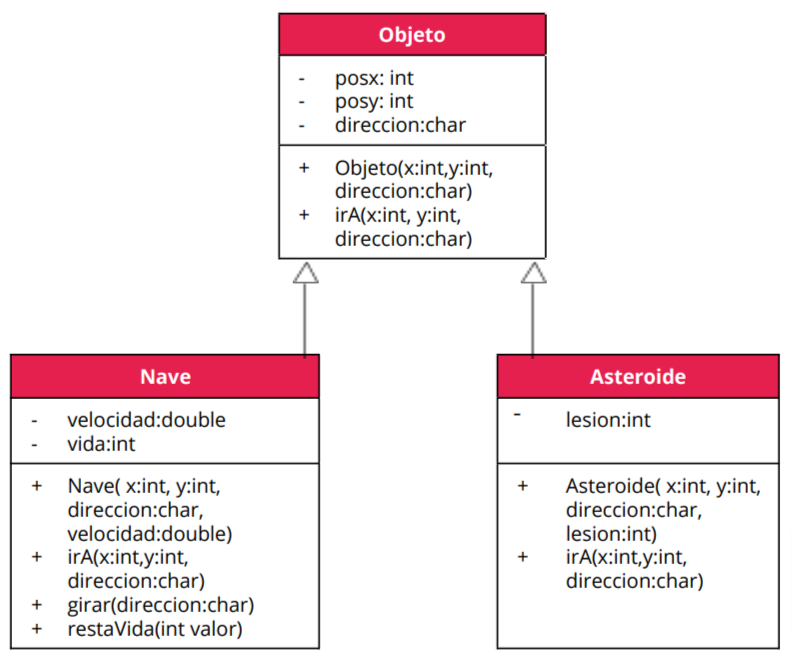 Objeto
- posx: int
- posy: int
- direccion:char
+ Objeto(x:int,y:int,
direccion:char)
+ irA(x:int, y:int,
direccion:char)
Nave
- velocidad:double
- vida:int
+ Nave( x:int, y:int,
direccion:char,
velocidad:double)
+ irA(x:int,y:int,
direccion:char)
+ girar(direccion:char)
+ restaVida(int valor)
Asteroide
- lesion:int
+ Asteroide( x:int, y:int,
direccion:char,
lesion:int)
+ irA(x:int,y:int,
direccion:char)